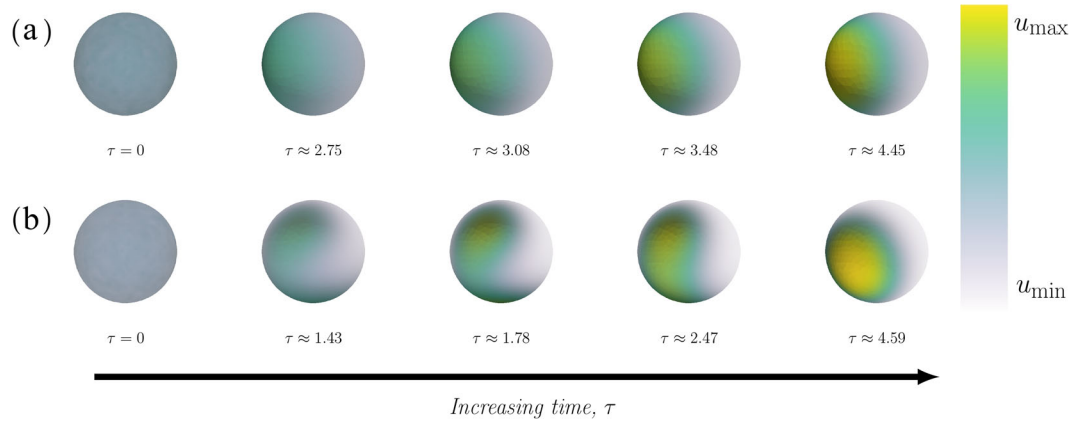 (a)
τ = 0
τ ≈ 2.75
τ ≈ 3.08
τ ≈ 3.48
τ ≈ 4.45
u_max
(b)
τ = 0
τ ≈ 1.43
τ ≈ 1.78
τ ≈ 2.47
τ ≈ 4.59
u_min
Increasing time, τ